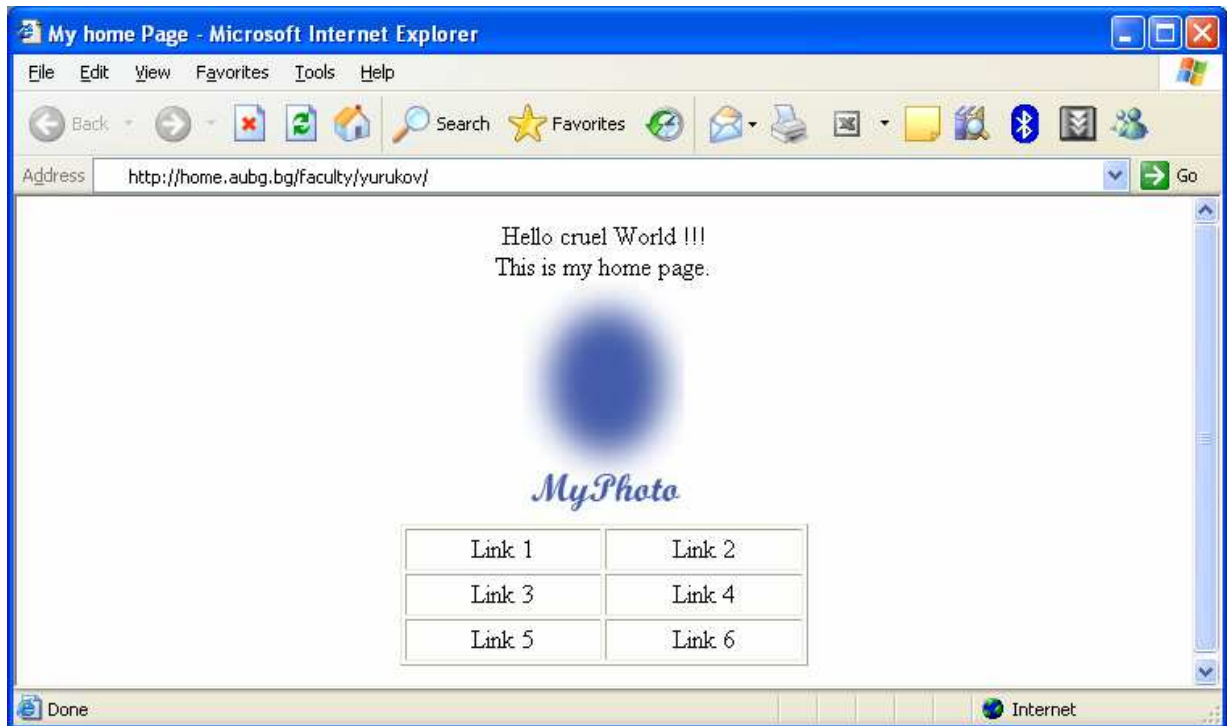 My home Page - Microsoft Internet Explorer
File Edit View Favorites Tools Help
Back Search Favorites
Address http://home.aubg.bg/faculty/yurukov/ Go
Hello cruel World !!!
This is my home page.
MyPhoto
Link 1 Link 2
Link 3 Link 4
Link 5 Link 6
Done Internet